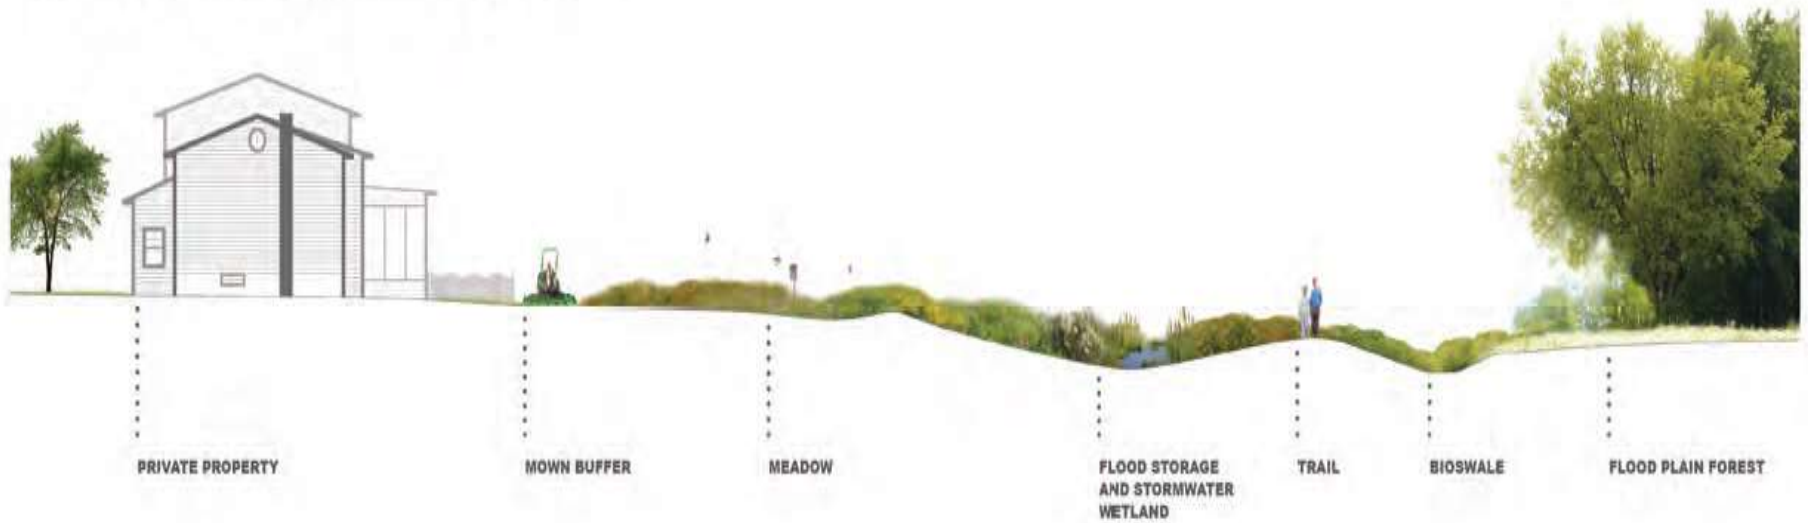 PRIVATE PROPERTY
MOWN BUFFER
MEADOW
FLOOD STORAGE
AND STORMWATER
WETLAND
TRAIL
BIOSWALE
FLOOD PLAIN FOREST